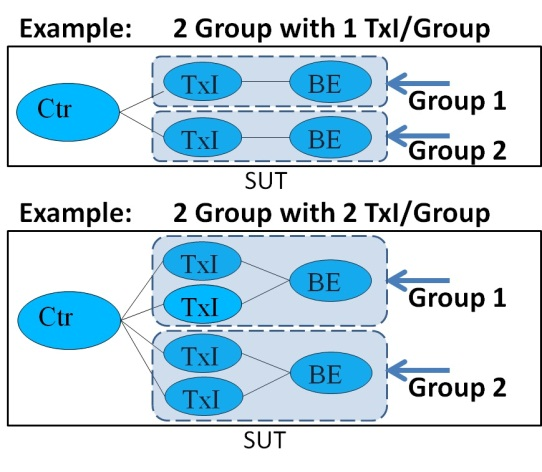 Example: 2 Group with 1 TxI/Group
Ctr
TxI BE
Group 1
TxI BE
Group 2
SUT
Example: 2 Group with 2 TxI/Group
Ctr
TxI
TxI
BE
Group 1
TxI
TxI
BE
Group 2
SUT